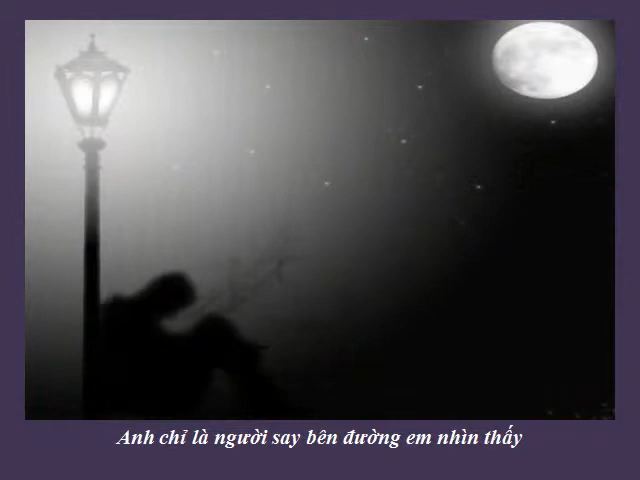 Anh chỉ là người say bên đường em nhìn thấy